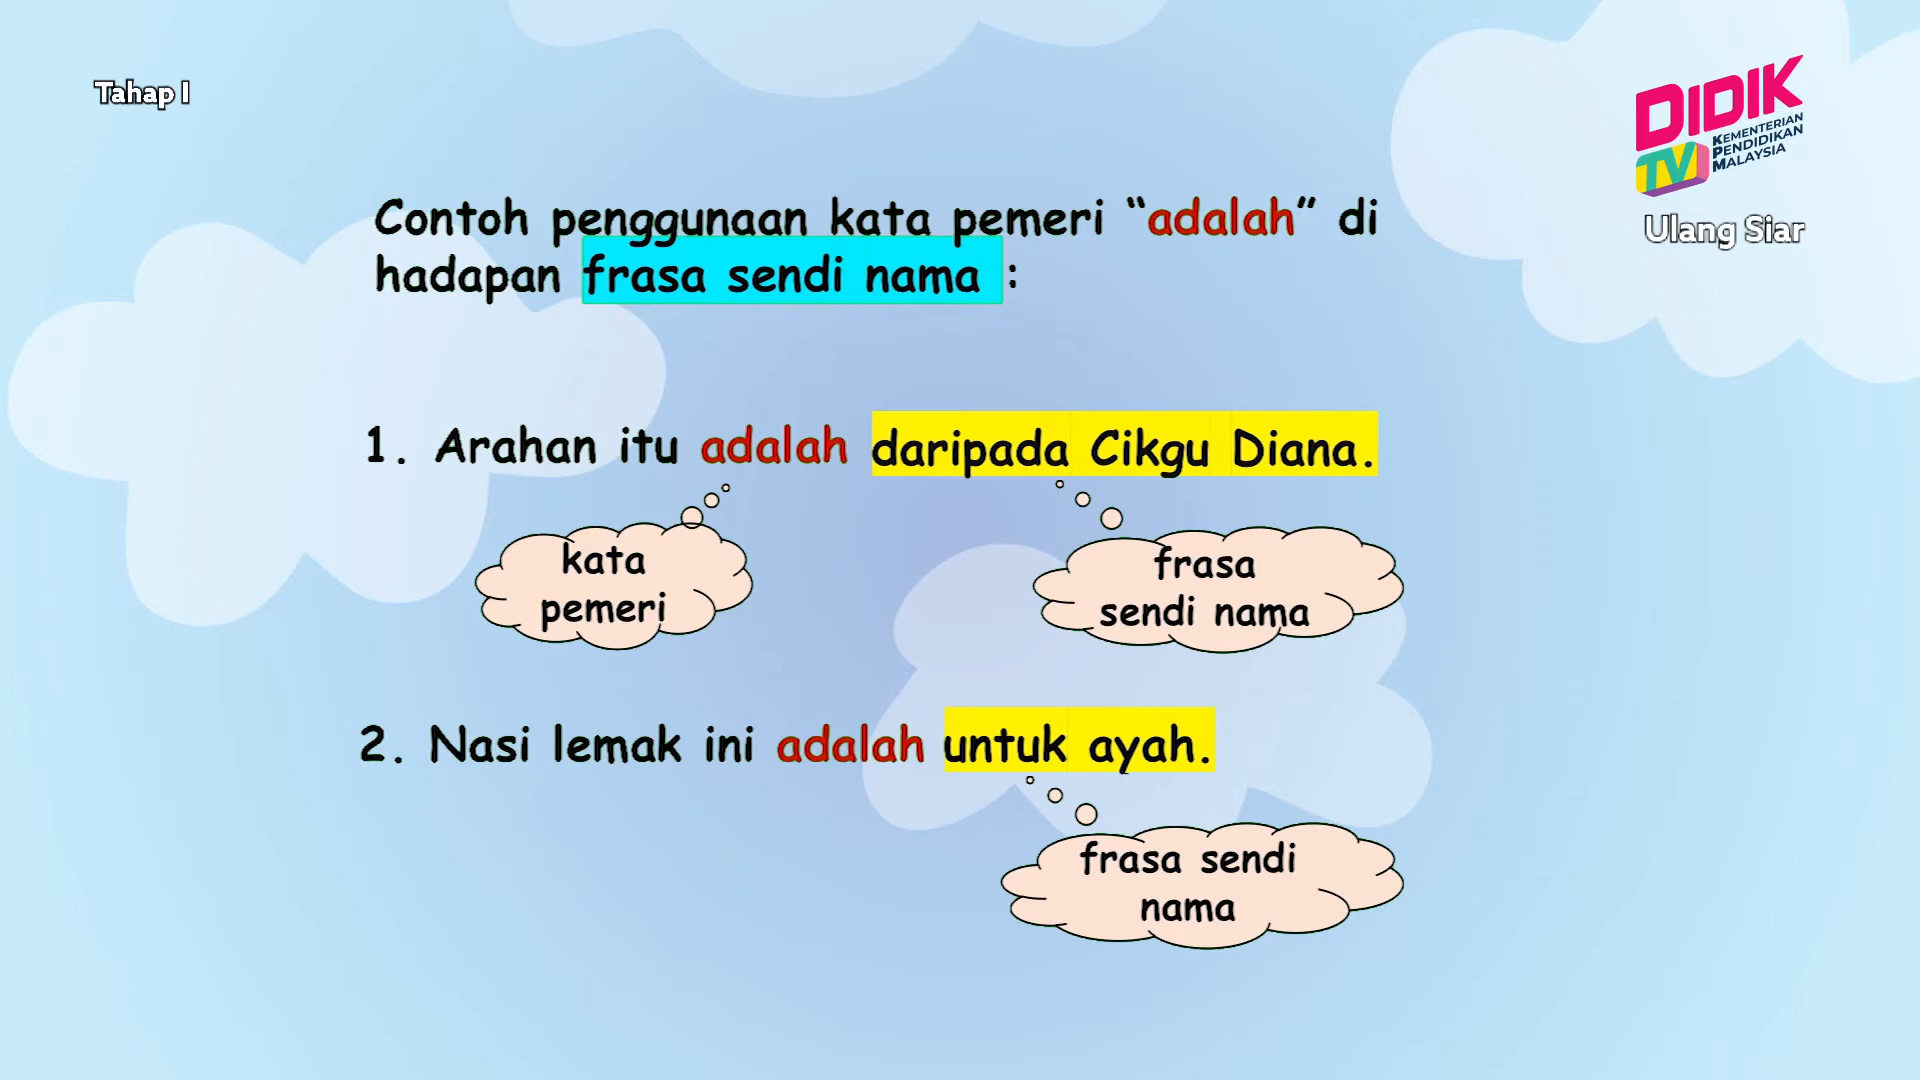 Tahap I
DIDIK
TV
KEMENTERIAN
PENDIDIKAN
MALAYSIA
Ulang Siar
Contoh penggunaan kata pemeri “adalah” di
hadapan frasa sendi nama :
1. Arahan itu adalah daripada Cikgu Diana.
kata
pemeri
frasa
sendi nama
2. Nasi lemak ini adalah untuk ayah.
frasa sendi
nama